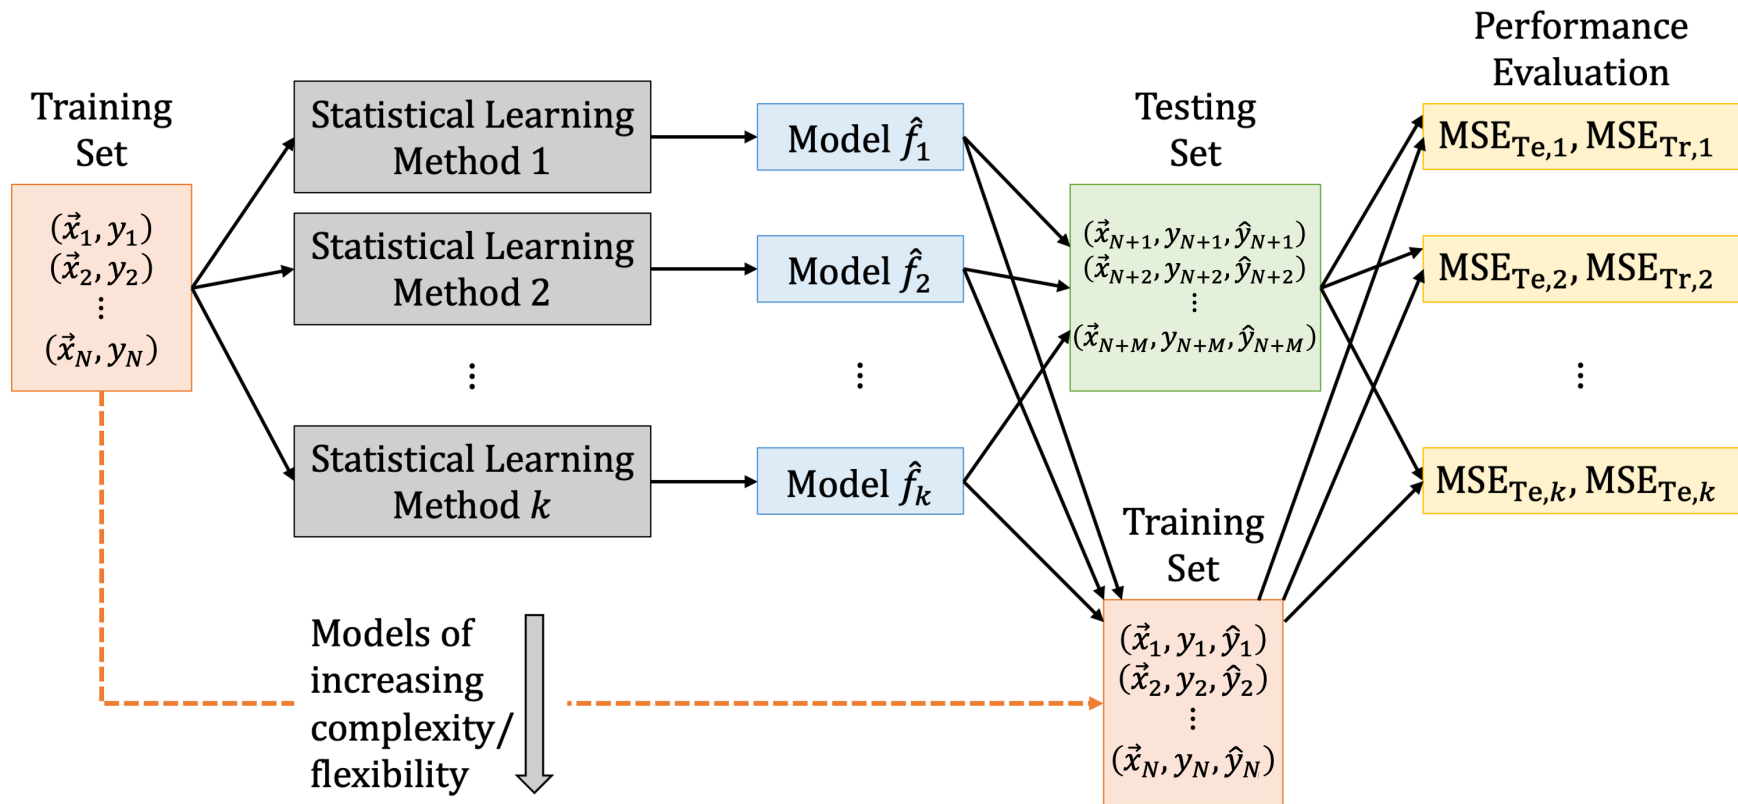 Training
Set
(x⃗₁, y₁)
(x⃗₂, y₂)
⋮
(x⃗_N, y_N)
Statistical Learning
Method 1
Statistical Learning
Method 2
⋮
Statistical Learning
Method k
Model f̂₁
Model f̂₂
⋮
Model f̂ₖ
Testing
Set
(x⃗_{N+1}, y_{N+1}, ŷ_{N+1})
(x⃗_{N+2}, y_{N+2}, ŷ_{N+2})
⋮
(x⃗_{N+M}, y_{N+M}, ŷ_{N+M})
Training
Set
(x⃗₁, y₁, ŷ₁)
(x⃗₂, y₂, ŷ₂)
⋮
(x⃗_N, y_N, ŷ_N)
Performance
Evaluation
MSE_{Te,1}, MSE_{Tr,1}
MSE_{Te,2}, MSE_{Tr,2}
⋮
MSE_{Te,k}, MSE_{Te,k}
Models of
increasing
complexity/
flexibility